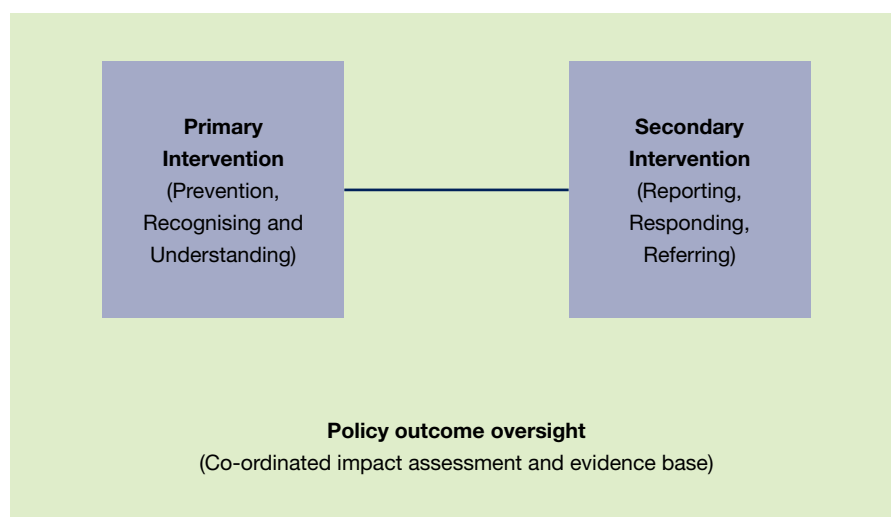 Primary
Intervention
(Prevention,
Recognising and
Understanding)
Secondary
Intervention
(Reporting,
Responding,
Referring)
Policy outcome oversight
(Co-ordinated impact assessment and evidence base)